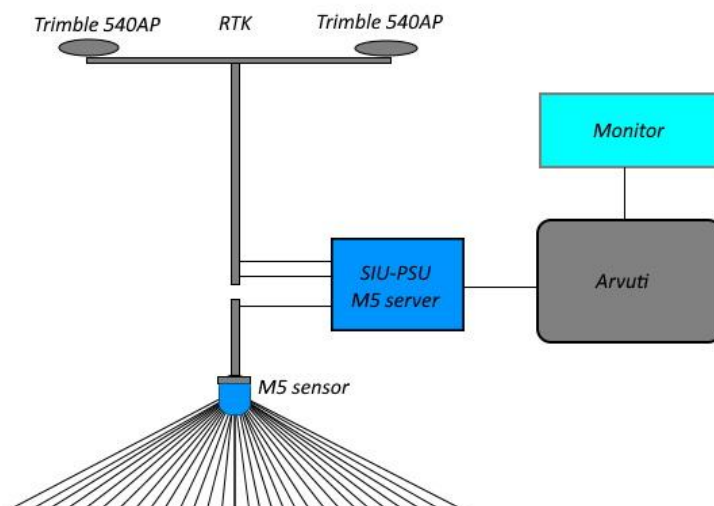 Trimble 540AP RTK Trimble 540AP
Monitor
SIU-PSU
M5 server
Arvuti
M5 sensor